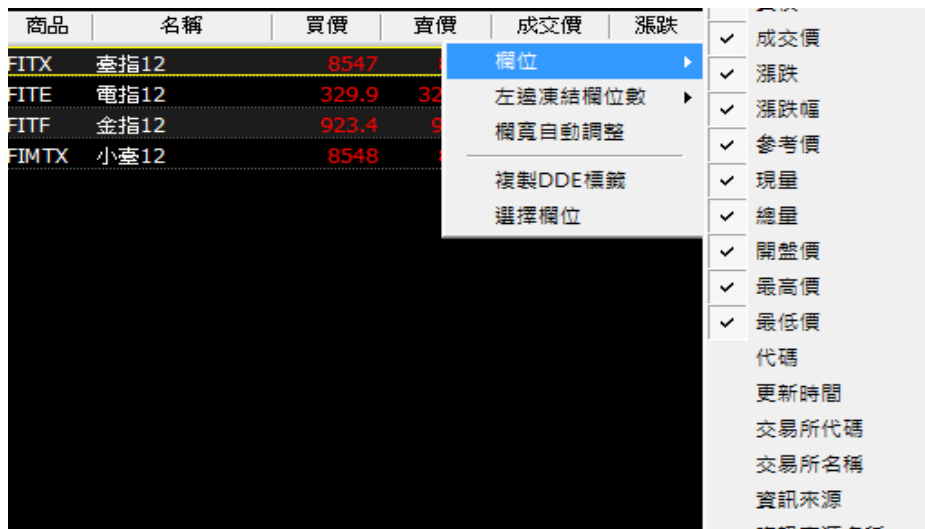 商品 名稱 買價 賣價 成交價 漲跌
FITX 臺指12 8547
FITE 電指12 329.9 32
FITF 金指12 923.4 9
FIMTX 小臺12 8548
欄位
左邊凍結欄位數
欄寬自動調整
複製DDE標籤
選擇欄位
成交價
漲跌
漲跌幅
參考價
現量
總量
開盤價
最高價
最低價
代碼
更新時間
交易所代碼
交易所名稱
資訊來源